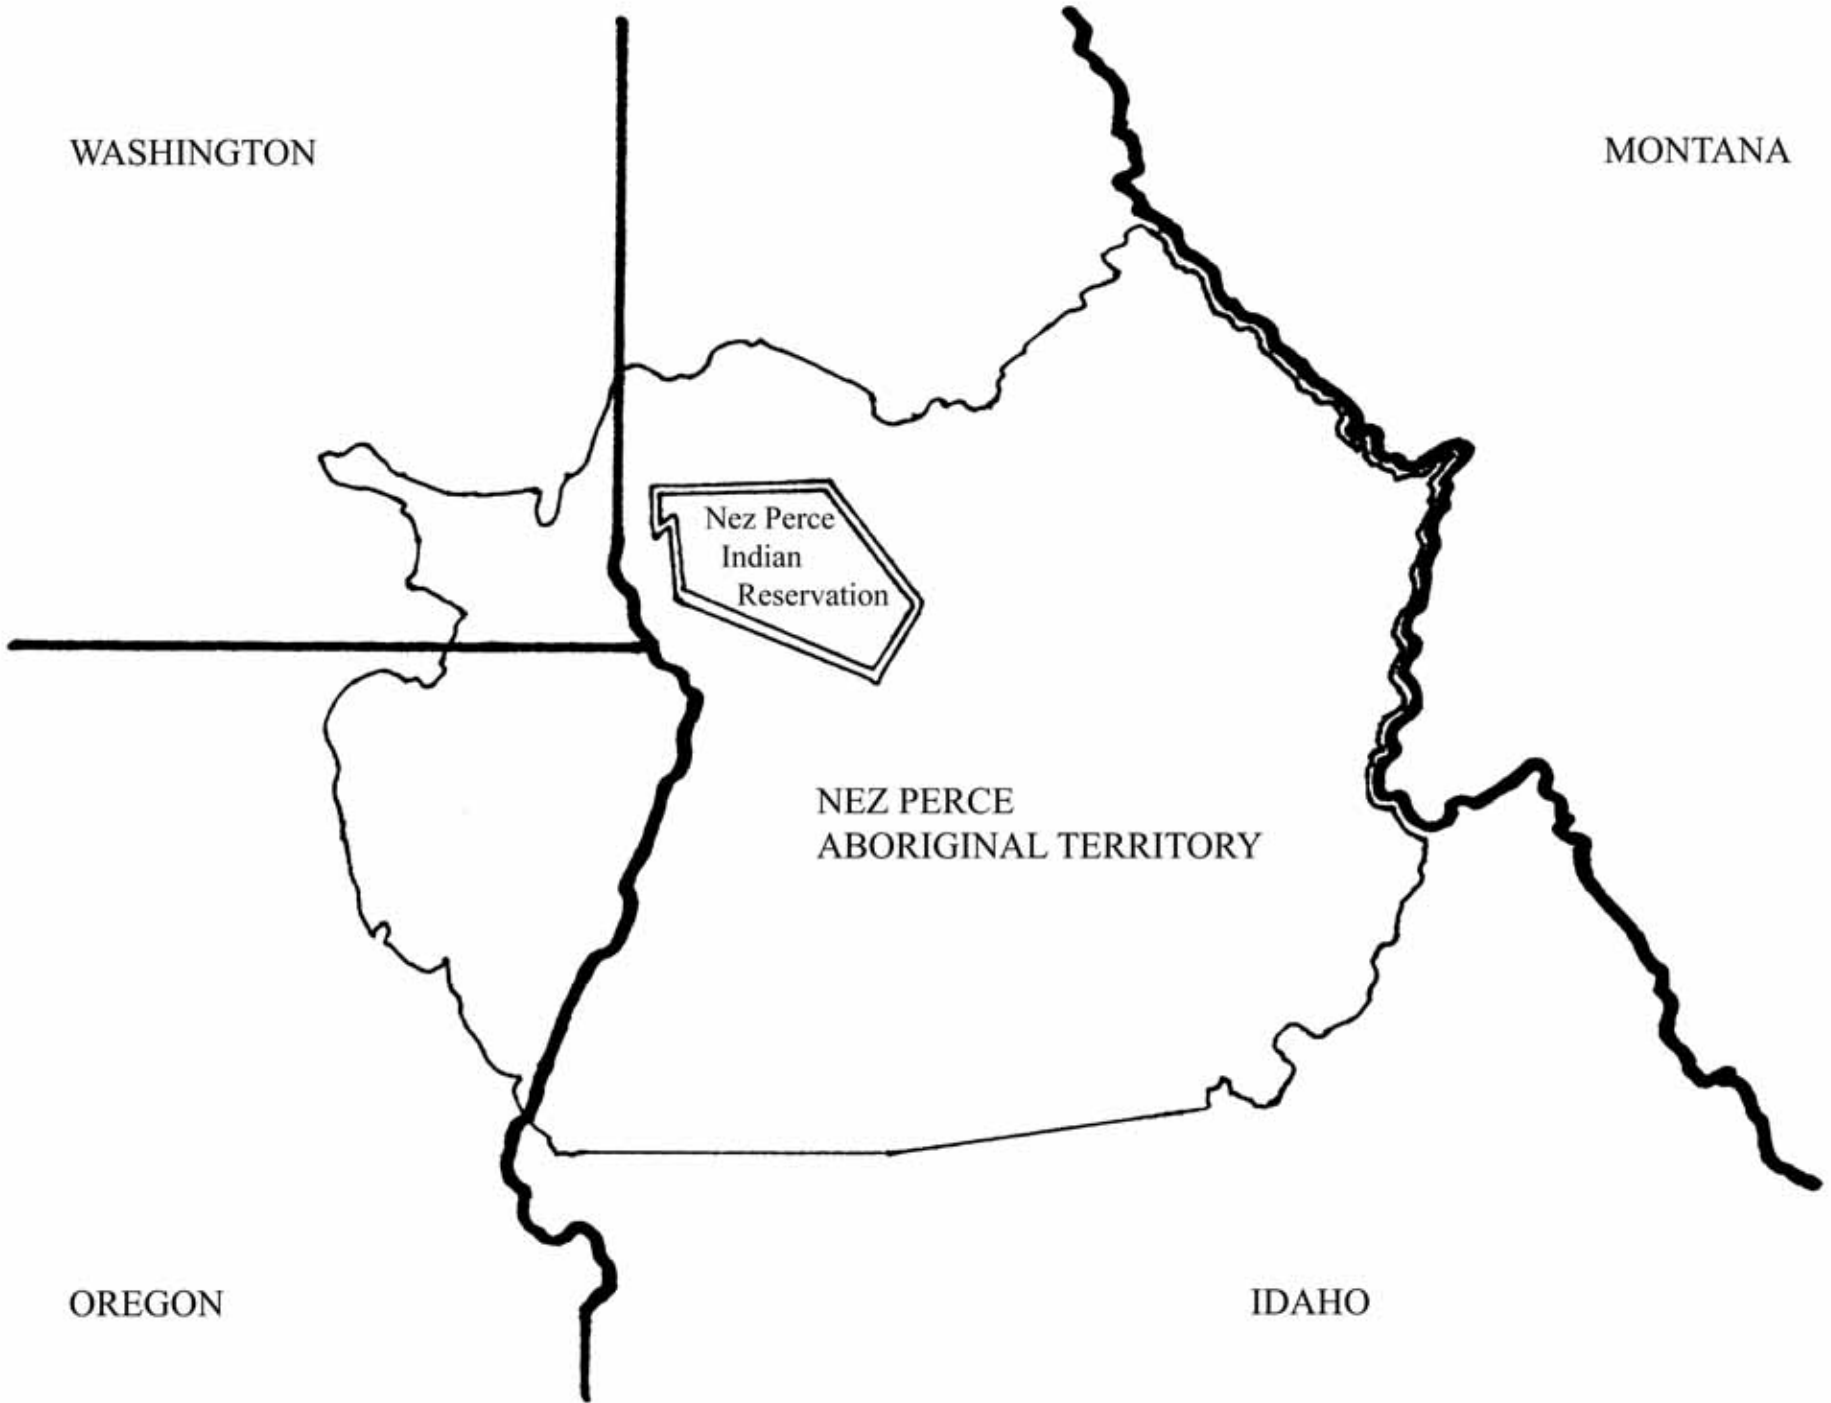 WASHINGTON
MONTANA
Nez Perce
Indian
Reservation
NEZ PERCE
ABORIGINAL TERRITORY
OREGON
IDAHO